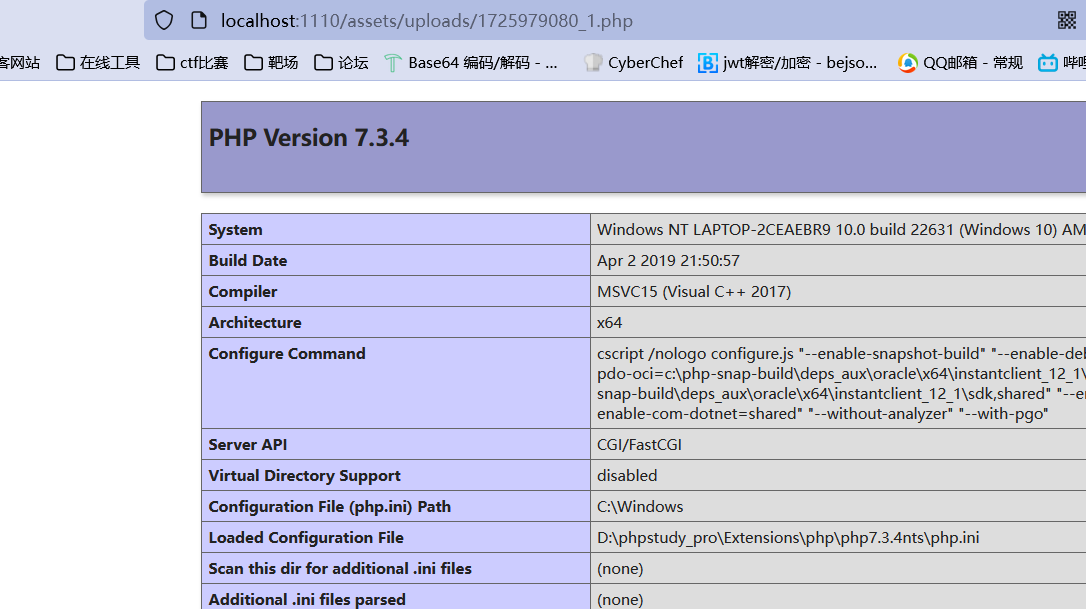 localhost:1110/assets/uploads/1725979080_1.php
客网站 在线工具 ctf比赛 靶场 论坛 Base64 编码/解码 - ... CyberChef jwt解密/加密 - bejso... QQ邮箱 - 常规 哔哩
PHP Version 7.3.4
System Windows NT LAPTOP-2CEAEBR9 10.0 build 22631 (Windows 10) AM
Build Date Apr 2 2019 21:50:57
Compiler MSVC15 (Visual C++ 2017)
Architecture x64
Configure Command cscript /nologo configure.js "--enable-snapshot-build" "--enable-deb
pdo-oci=c:\php-snap-build\deps_aux\oracle\x64\instantclient_12_1\
snap-build\deps_aux\oracle\x64\instantclient_12_1\sdk,shared" "--en
enable-com-dotnet=shared" "--without-analyzer" "--with-pgo"
Server API CGI/FastCGI
Virtual Directory Support disabled
Configuration File (php.ini) Path C:\Windows
Loaded Configuration File D:\phpstudy_pro\Extensions\php\php7.3.4nts\php.ini
Scan this dir for additional .ini files (none)
Additional .ini files parsed (none)